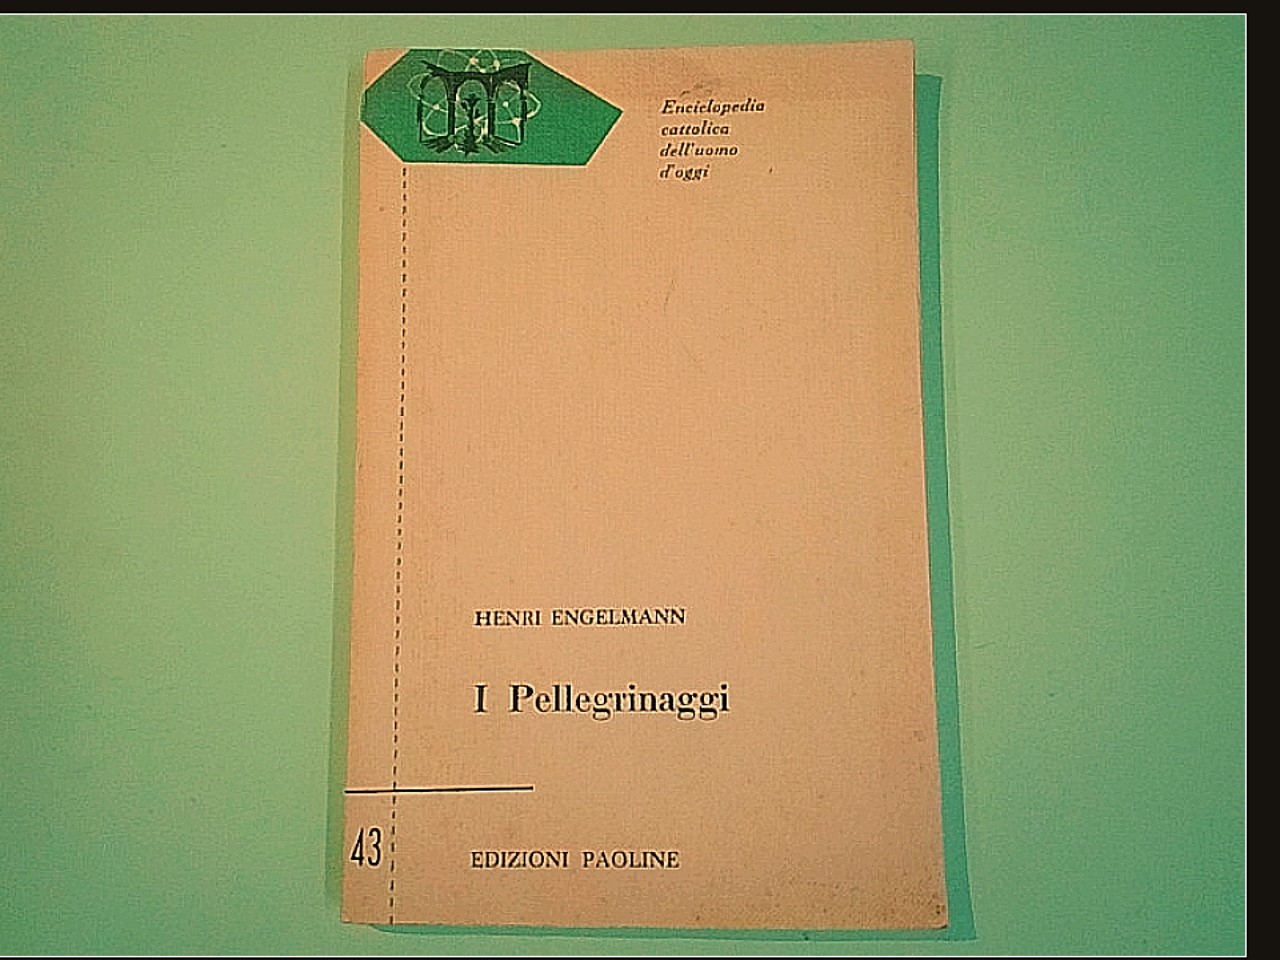 Enciclopedia
cattolica
dell'uomo
d'oggi
HENRI ENGELMANN
I Pellegrinaggi
43
EDIZIONI PAOLINE